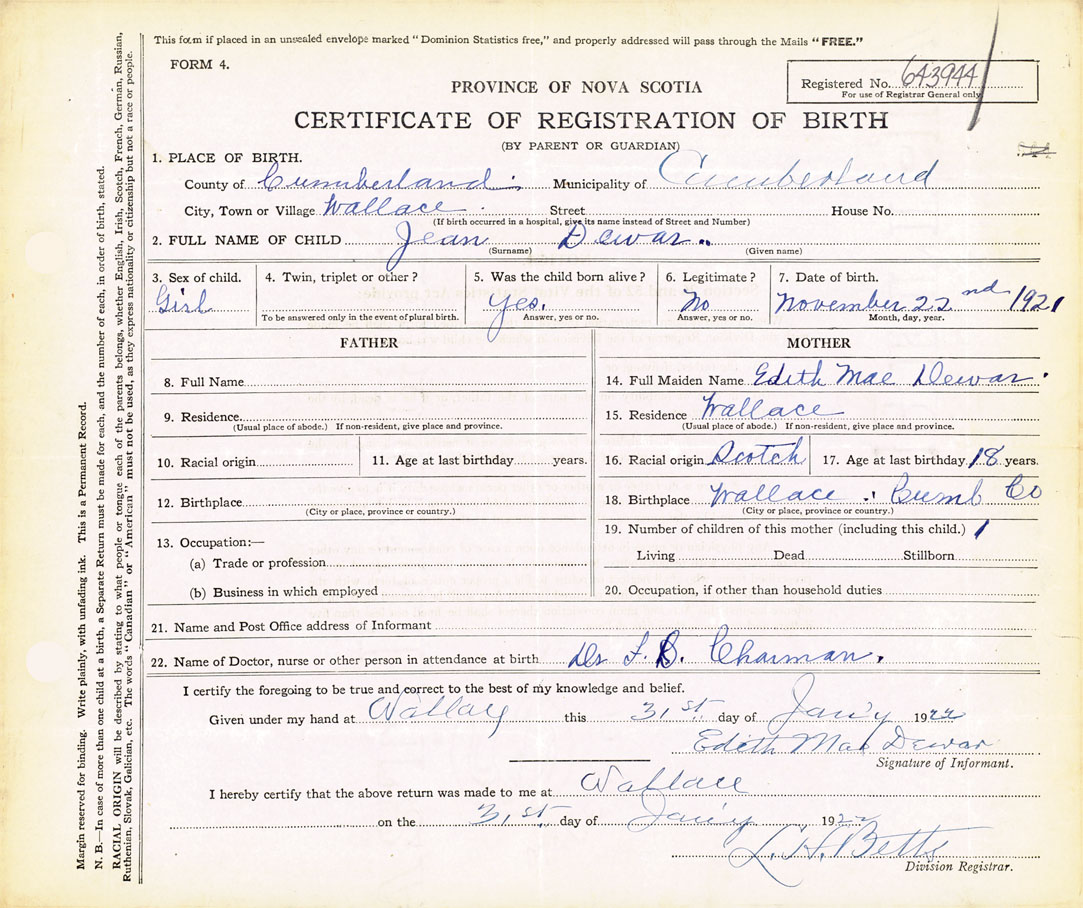 This form if placed in an unsealed envelope marked "Dominion Statistics free," and properly addressed will pass through the Mails "FREE."
FORM 4.
Registered No. 643944
For use of Registrar General only
PROVINCE OF NOVA SCOTIA
CERTIFICATE OF REGISTRATION OF BIRTH
(BY PARENT OR GUARDIAN)
1. PLACE OF BIRTH.
County of Cumberland Municipality of Cumberland
City, Town or Village Wallace Street House No.
(If birth occurred in a hospital, give its name instead of Street and Number)
2. FULL NAME OF CHILD Jean Dewar
(Surname) (Given name)
3. Sex of child. 4. Twin, triplet or other? 5. Was the child born alive? 6. Legitimate? 7. Date of birth.
Girl Yes. No November 22nd 1921
To be answered only in the event of plural birth. Answer, yes or no. Answer, yes or no. Month, day, year.
FATHER
8. Full Name
9. Residence
(Usual place of abode.) If non-resident, give place and province.
10. Racial origin 11. Age at last birthday years.
12. Birthplace
(City or place, province or country.)
13. Occupation:—
(a) Trade or profession
(b) Business in which employed
MOTHER
14. Full Maiden Name Edith Mae Dewar
15. Residence Wallace
(Usual place of abode.) If non-resident, give place and province.
16. Racial origin Scotch 17. Age at last birthday 18 years.
18. Birthplace Wallace Cumb Co
(City or place, province or country.)
19. Number of children of this mother (including this child.) 1
Living Dead Stillborn
20. Occupation, if other than household duties
21. Name and Post Office address of Informant
22. Name of Doctor, nurse or other person in attendance at birth Dr F. B. Charman.
I certify the foregoing to be true and correct to the best of my knowledge and belief.
Given under my hand at Wallace this 31st day of Jan'y 1922
Edith Mae Dewar
Signature of Informant.
I hereby certify that the above return was made to me at Wallace
on the 31st day of Jan'y 1922
L. H. Betts
Division Registrar.
Margin reserved for binding. Write plainly, with unfading ink. This is a Permanent Record.
N. B.—In case of more than one child at a birth, a Separate Return must be made for each, and the number of each, in order of birth, stated.
RACIAL ORIGIN will be described by stating to what people or tongue each of the parents belongs, whether English, Irish, Scotch, French, German, Russian,
Ruthenian, Slovak, Galician, etc. The words "Canadian" or "American" must not be used, as they express nationality or citizenship but not a race or people.